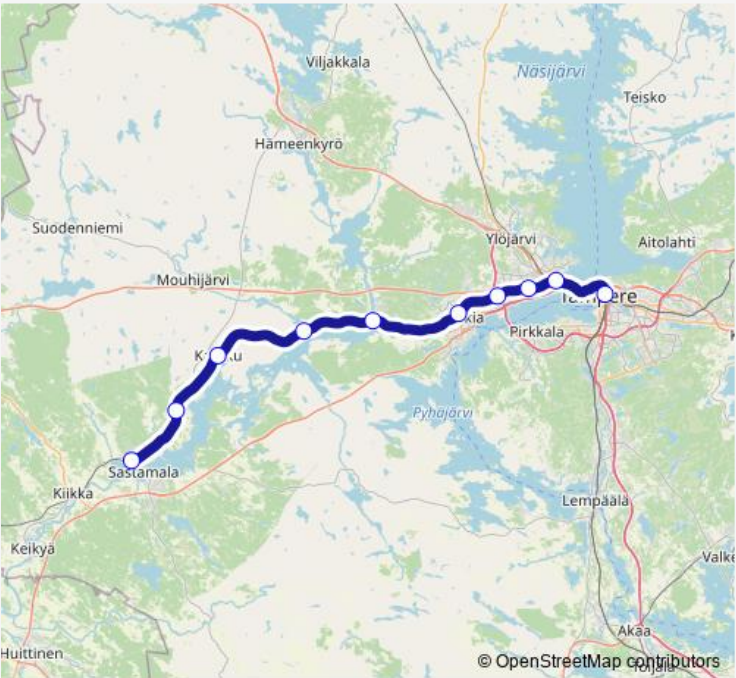 Viljakkala
Näsijärvi
Teisko
Hämeenkyrö
Suodenniemi
Ylöjärvi
Aitolahti
Mouhijärvi
Pirkkala
Pyhäjärvi
Sastamala
Kiikka
Lempäälä
Keikyä
Akaa
Huittinen
© OpenStreetMap contributors